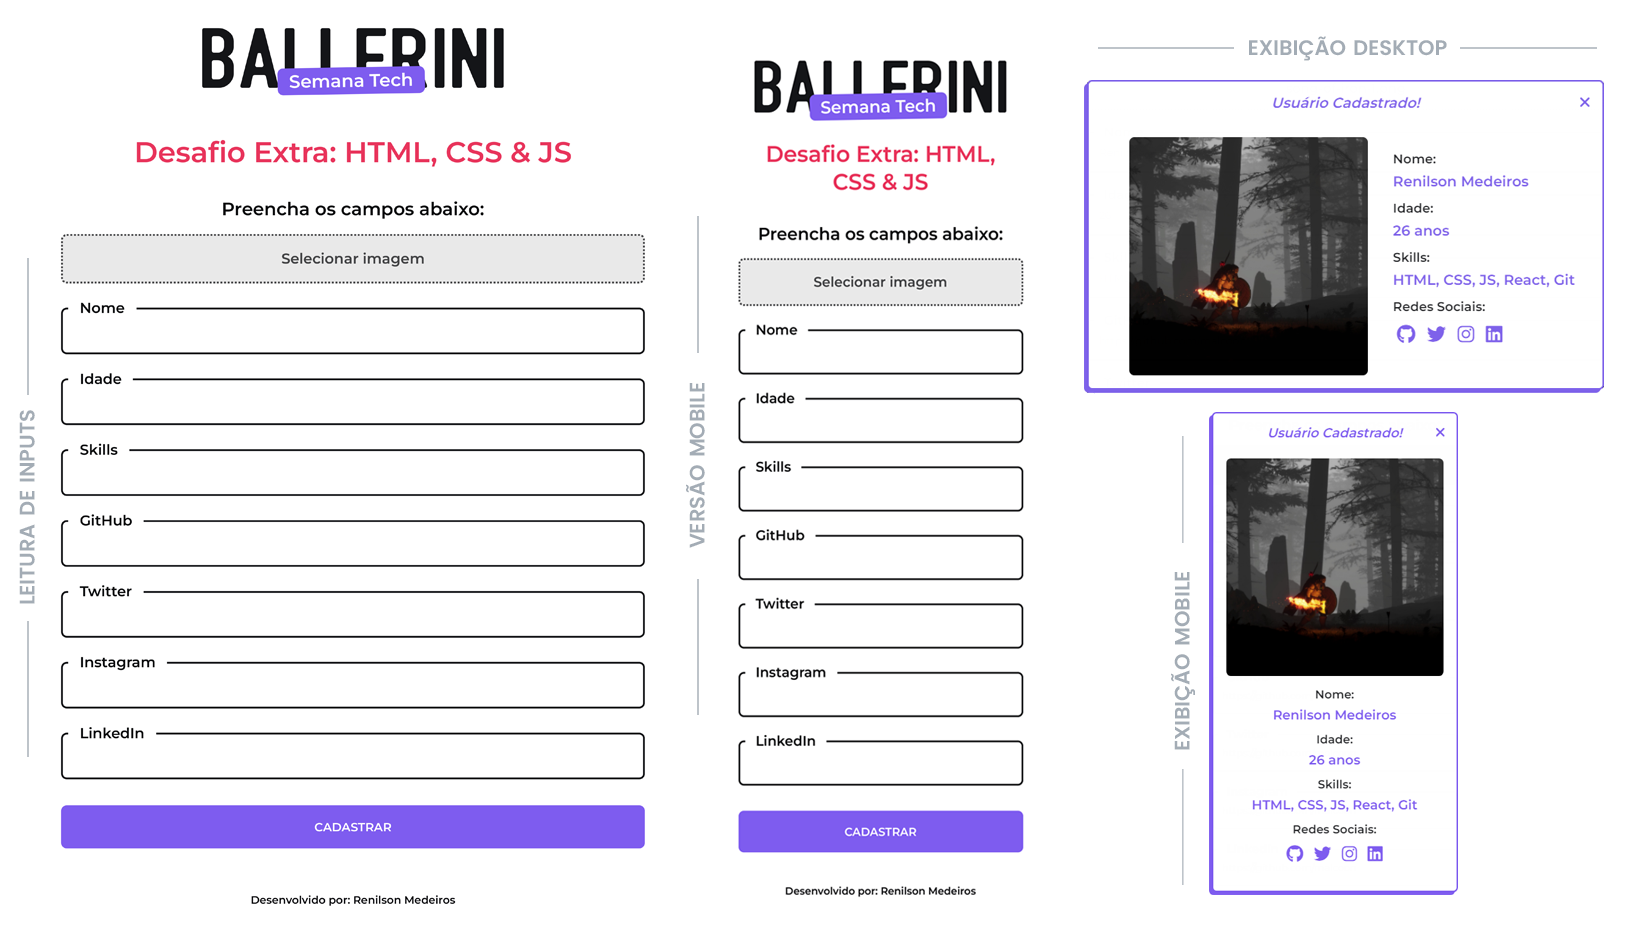 BALLERINI
Semana Tech
Desafio Extra: HTML, CSS & JS
Preencha os campos abaixo:
Selecionar imagem
Nome
Idade
Skills
GitHub
Twitter
Instagram
LinkedIn
CADASTRAR
Desenvolvido por: Renilson Medeiros
LEITURA DE INPUTS
BALLERINI
Semana Tech
Desafio Extra: HTML,
CSS & JS
Preencha os campos abaixo:
Selecionar imagem
Nome
Idade
Skills
GitHub
Twitter
Instagram
LinkedIn
CADASTRAR
Desenvolvido por: Renilson Medeiros
VERSÃO MOBILE
EXIBIÇÃO DESKTOP
Usuário Cadastrado!
Nome:
Renilson Medeiros
Idade:
26 anos
Skills:
HTML, CSS, JS, React, Git
Redes Sociais:
EXIBIÇÃO MOBILE
Usuário Cadastrado!
Nome:
Renilson Medeiros
Idade:
26 anos
Skills:
HTML, CSS, JS, React, Git
Redes Sociais: